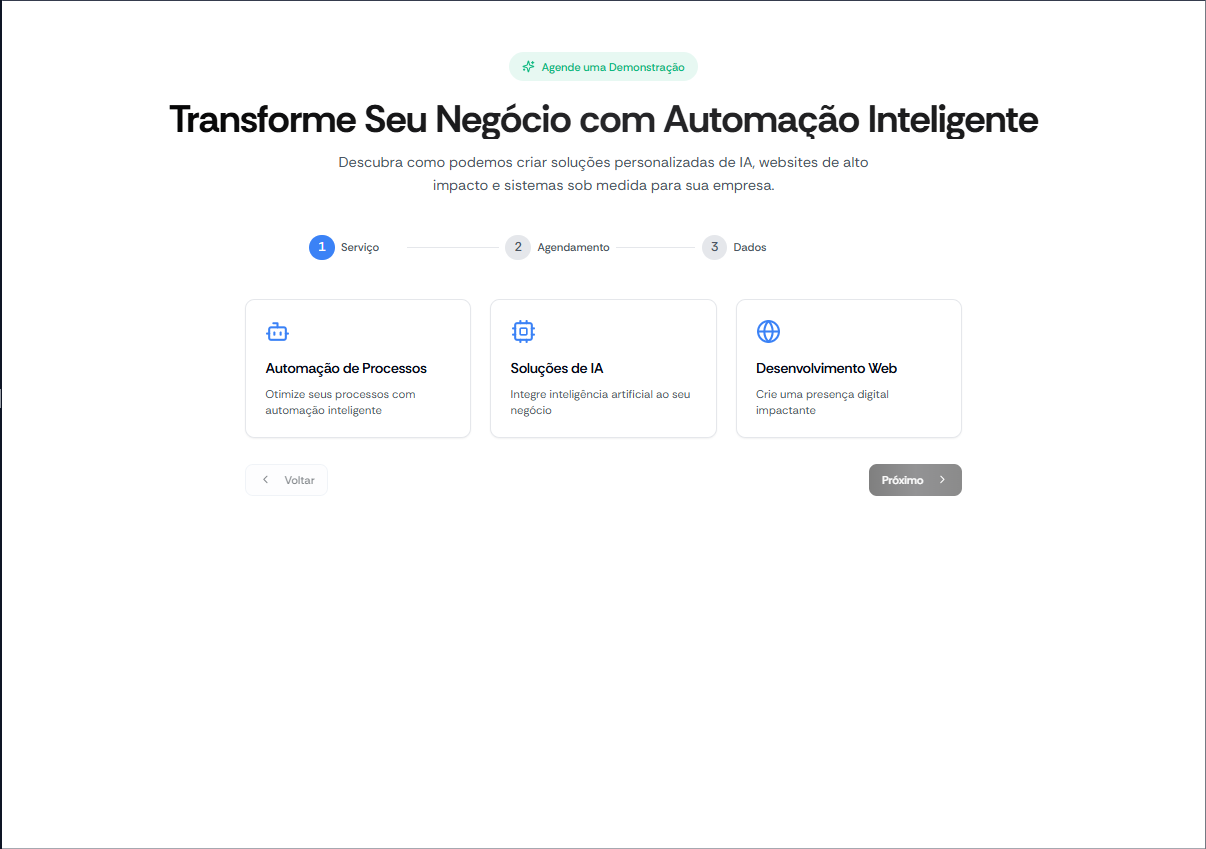 Agende uma Demonstração
Transforme Seu Negócio com Automação Inteligente
Descubra como podemos criar soluções personalizadas de IA, websites de alto
impacto e sistemas sob medida para sua empresa.
1 Serviço
2 Agendamento
3 Dados
Automação de Processos
Otimize seus processos com
automação inteligente
Soluções de IA
Integre inteligência artificial ao seu
negócio
Desenvolvimento Web
Crie uma presença digital
impactante
Voltar
Próximo